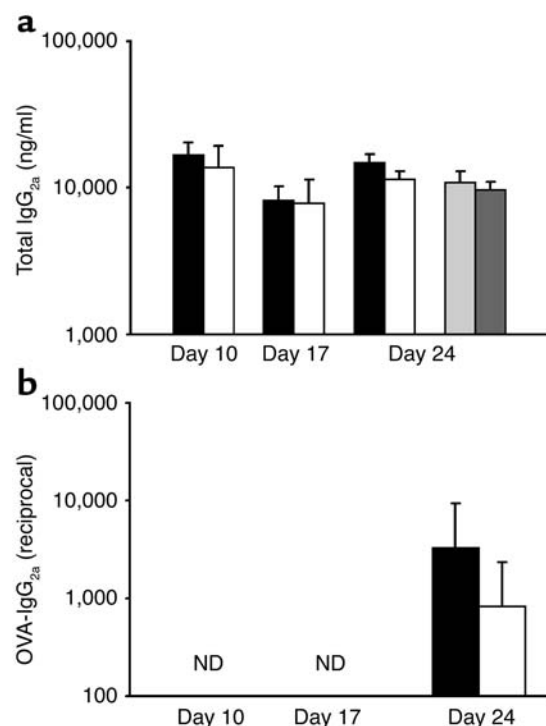 a
100,000
10,000
1,000
Total IgG2a (ng/ml)
Day 10 Day 17 Day 24
b
100,000
10,000
1,000
100
OVA-IgG2a (reciprocal)
ND ND
Day 10 Day 17 Day 24